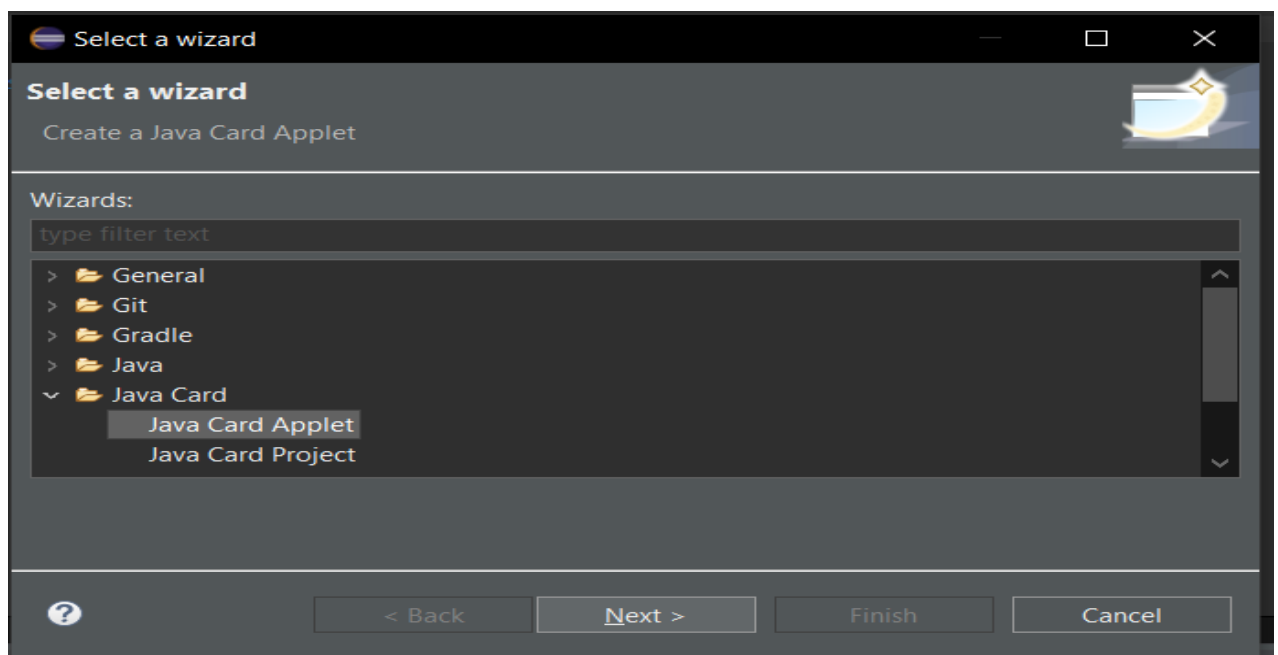 Select a wizard
Select a wizard
Create a Java Card Applet
Wizards:
type filter text
General
Git
Gradle
Java
Java Card
Java Card Applet
Java Card Project
< Back Next > Finish Cancel